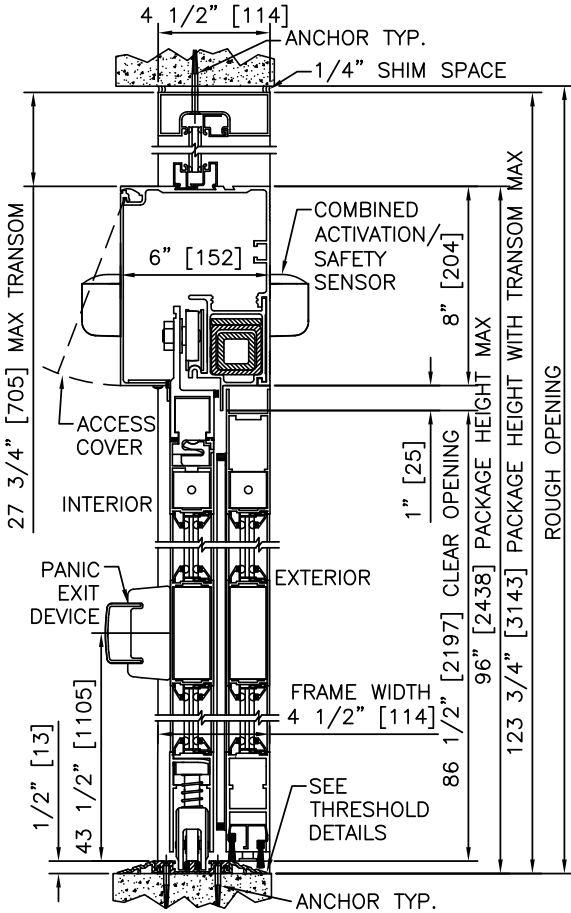 4 1/2” [114]
ANCHOR TYP.
1/4” SHIM SPACE
27 3/4” [705] MAX TRANSOM
6” [152]
COMBINED
ACTIVATION/
SAFETY
SENSOR
8” [204]
ACCESS
COVER
1” [25]
INTERIOR
EXTERIOR
PANIC
EXIT
DEVICE
FRAME WIDTH
4 1/2” [114]
86 1/2” [2197] CLEAR OPENING
96” [2438] PACKAGE HEIGHT MAX
123 3/4” [3143] PACKAGE HEIGHT WITH TRANSOM MAX
ROUGH OPENING
1/2” [13]
43 1/2” [1105]
SEE
THRESHOLD
DETAILS
ANCHOR TYP.